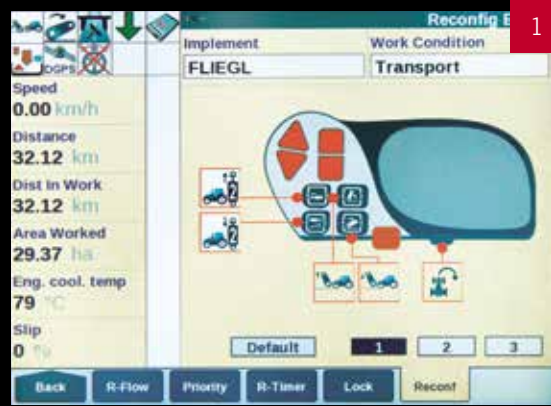 Reconfig
1
Implement
Work Condition
FLIEGL
Transport
DGPS
Speed
0.00 km/h
Distance
32.12 km
Dist In Work
32.12 km
Area Worked
29.37 ha
Eng. cool. temp
79 °C
Slip
0 %
2
2
Default
1
2
3
Back
R-Flow
Priority
R-Timer
Lock
Reconf